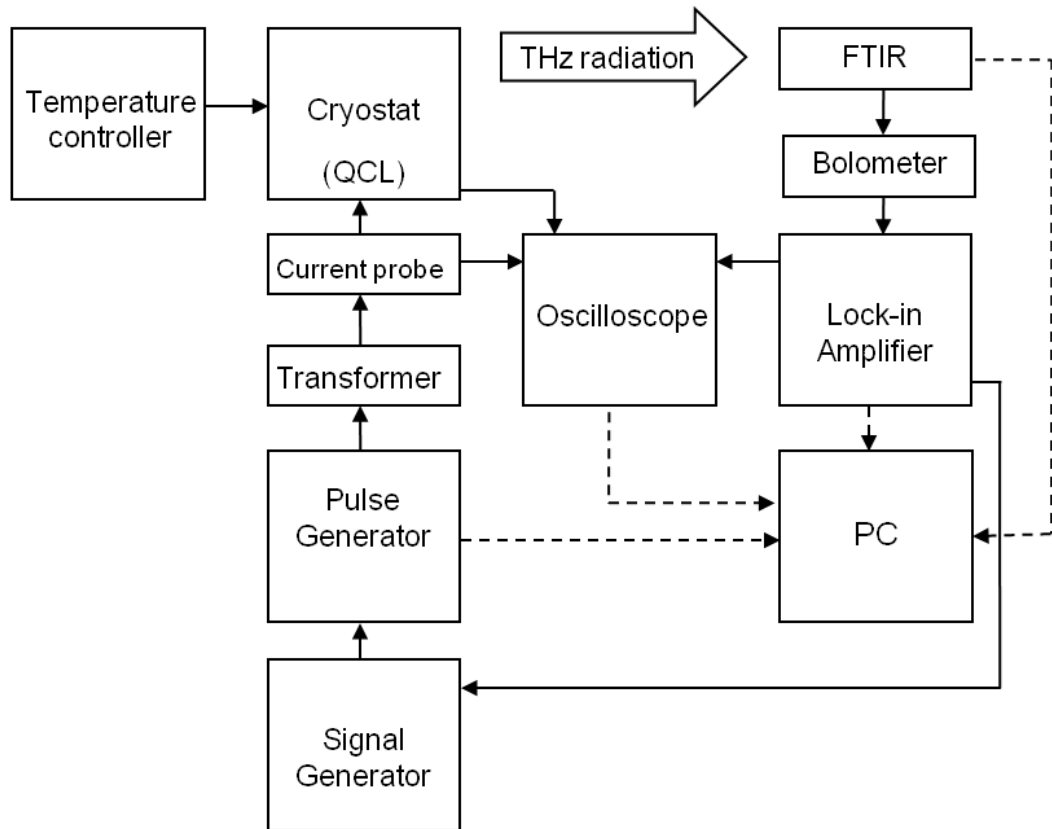 Temperature
controller
Cryostat
(QCL)
THz radiation
FTIR
Bolometer
Current probe
Oscilloscope
Lock-in
Amplifier
Transformer
Pulse
Generator
PC
Signal
Generator